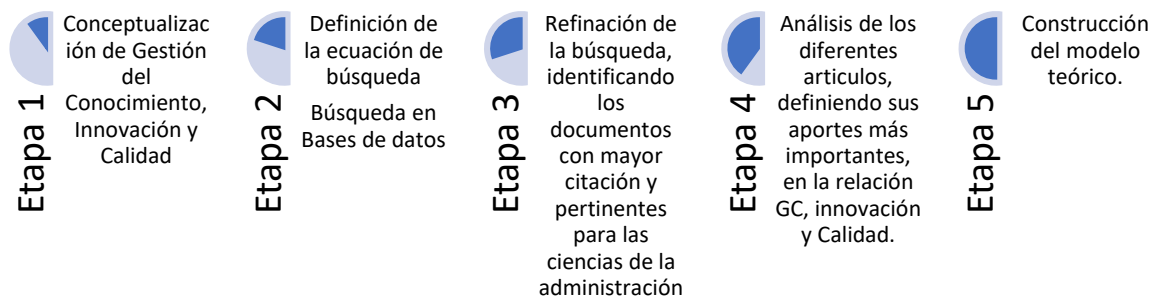 Etapa 1
Conceptualizac
ión de Gestión
del
Conocimiento,
Innovación y
Calidad
Etapa 2
Definición de
la ecuación de
búsqueda
Búsqueda en
Bases de datos
Etapa 3
Refinación de
la búsqueda,
identificando
los
documentos
con mayor
citación y
pertinentes
para las
ciencias de la
administración
Etapa 4
Análisis de los
diferentes
articulos,
definiendo sus
aportes más
importantes,
en la relación
GC, innovación
y Calidad.
Etapa 5
Construcción
del modelo
teórico.